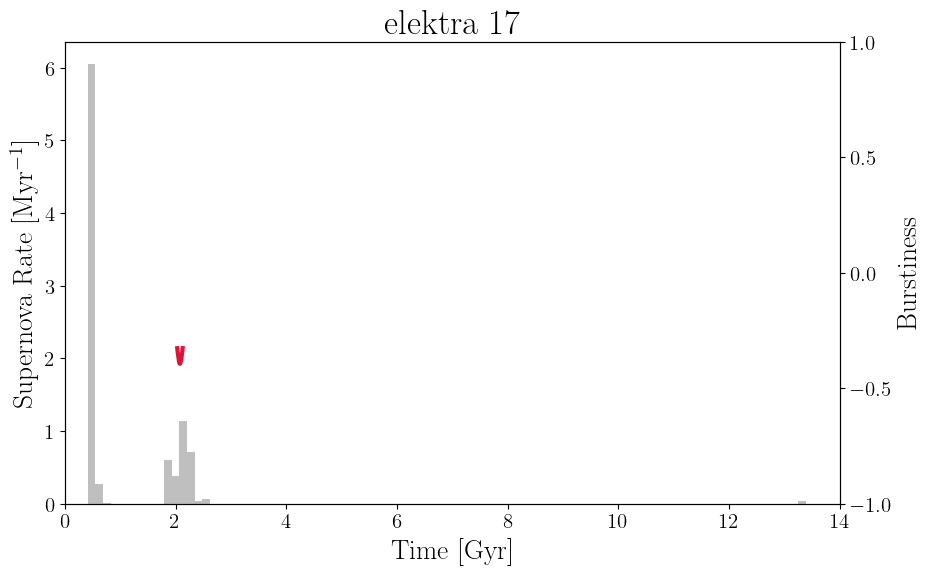 elektra 17
Supernova Rate [Myr⁻¹]
6
5
4
3
2
1
0
1.0
0.5
0.0
−0.5
−1.0
Burstiness
0 2 4 6 8 10 12 14
Time [Gyr]